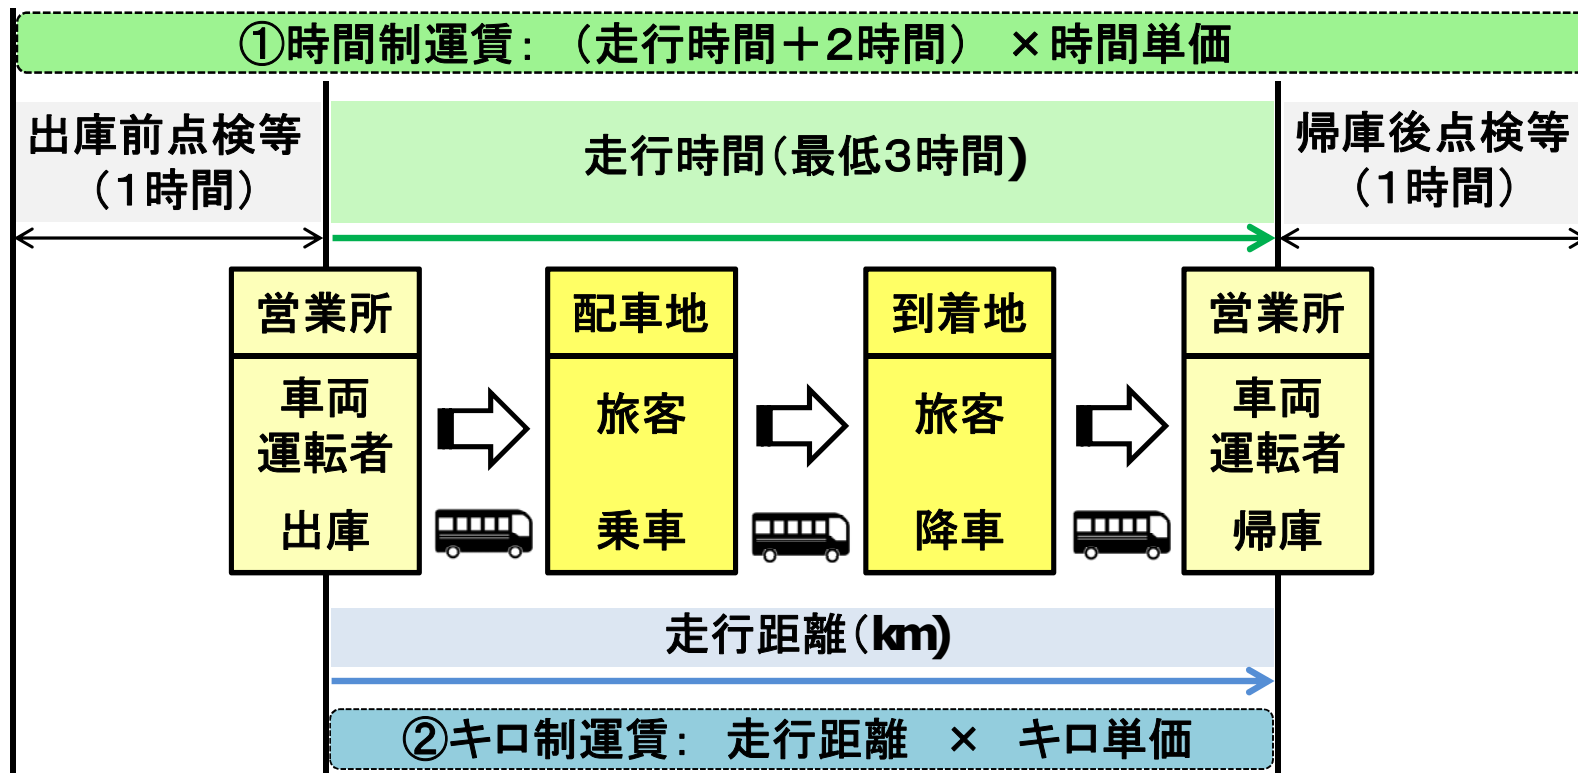 ①時間制運賃：（走行時間＋２時間）×時間単価
出庫前点検等
（１時間）
走行時間（最低３時間)
帰庫後点検等
（１時間）
営業所
車両
運転者
出庫
配車地
旅客
乗車
到着地
旅客
降車
営業所
車両
運転者
帰庫
走行距離（km)
②キロ制運賃： 走行距離 × キロ単価